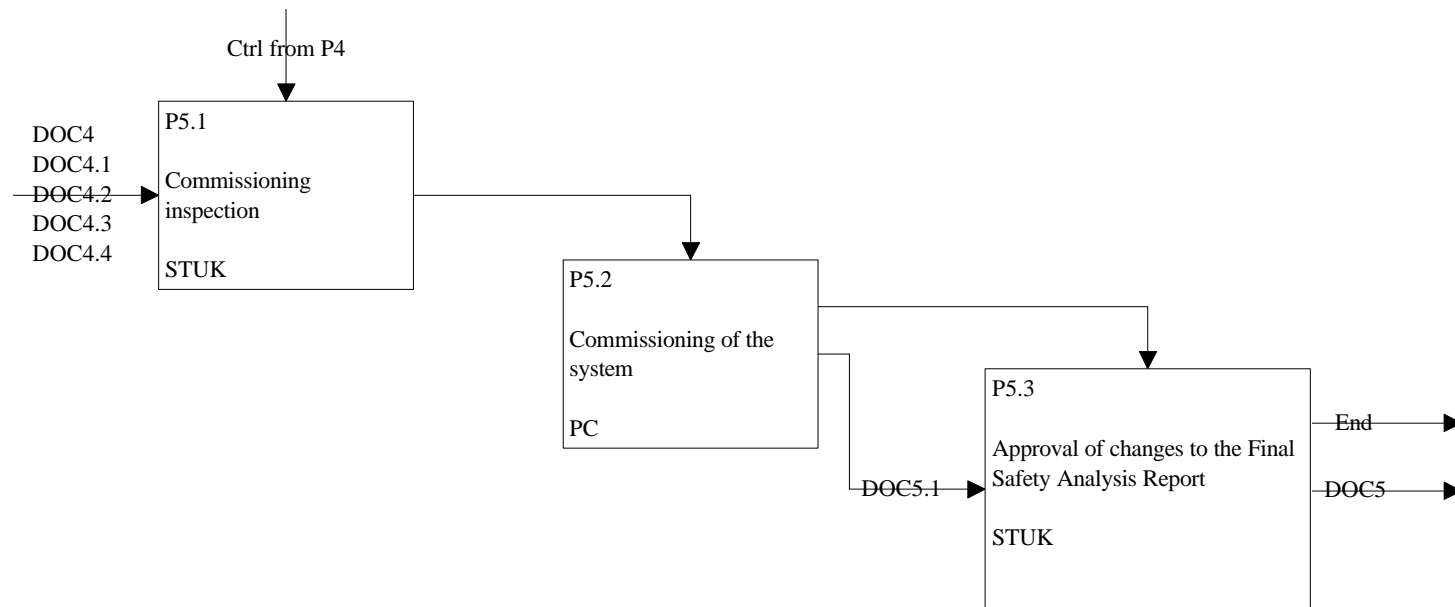 Ctrl from P4
DOC4
DOC4.1
DOC4.2
DOC4.3
DOC4.4
P5.1
Commissioning
inspection
STUK
P5.2
Commissioning of the
system
PC
DOC5.1
P5.3
Approval of changes to the Final
Safety Analysis Report
STUK
End
DOC5